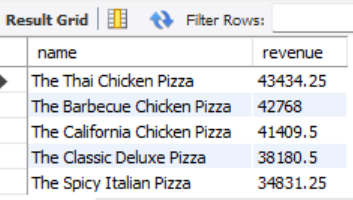 Result Grid Filter Rows:
name revenue
The Thai Chicken Pizza 43434.25
The Barbecue Chicken Pizza 42768
The California Chicken Pizza 41409.5
The Classic Deluxe Pizza 38180.5
The Spicy Italian Pizza 34831.25